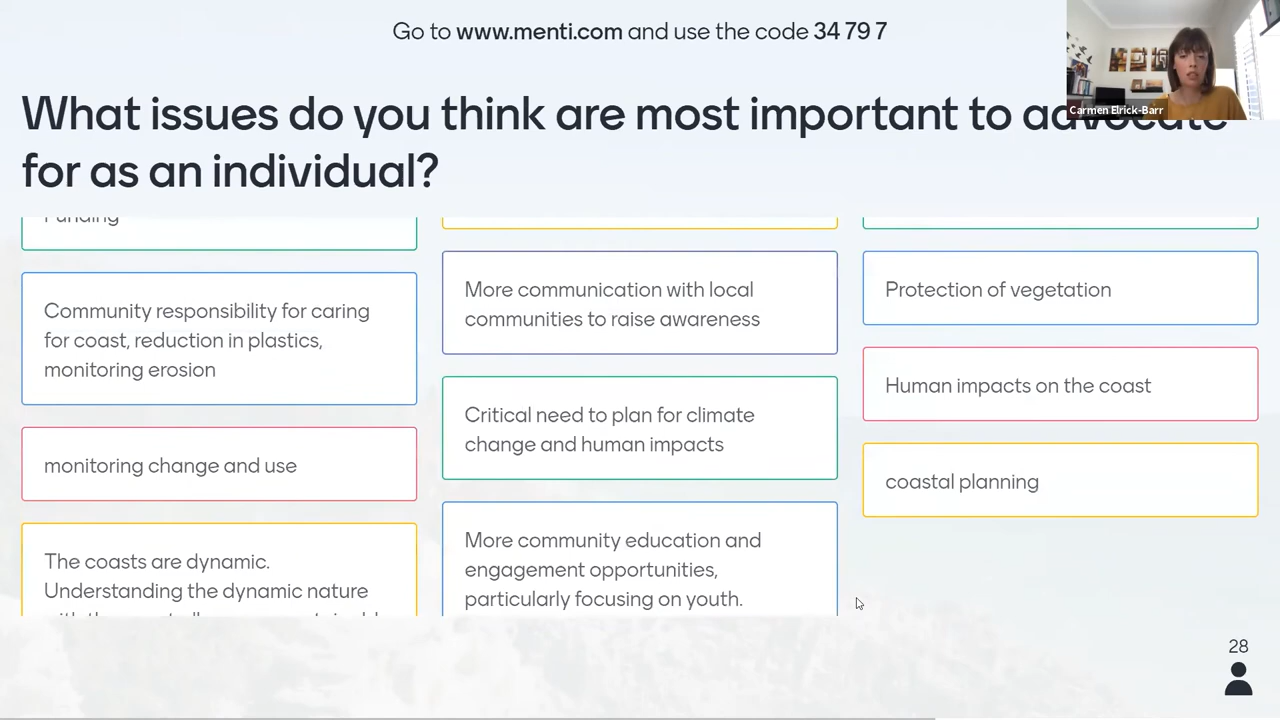 Go to www.menti.com and use the code 34 79 7
Carmen Elrick-Barr
What issues do you think are most important to advocate
for as an individual?
Funding
Community responsibility for caring
for coast, reduction in plastics,
monitoring erosion
monitoring change and use
The coasts are dynamic.
Understanding the dynamic nature
More communication with local
communities to raise awareness
Critical need to plan for climate
change and human impacts
More community education and
engagement opportunities,
particularly focusing on youth.
Protection of vegetation
Human impacts on the coast
coastal planning
28